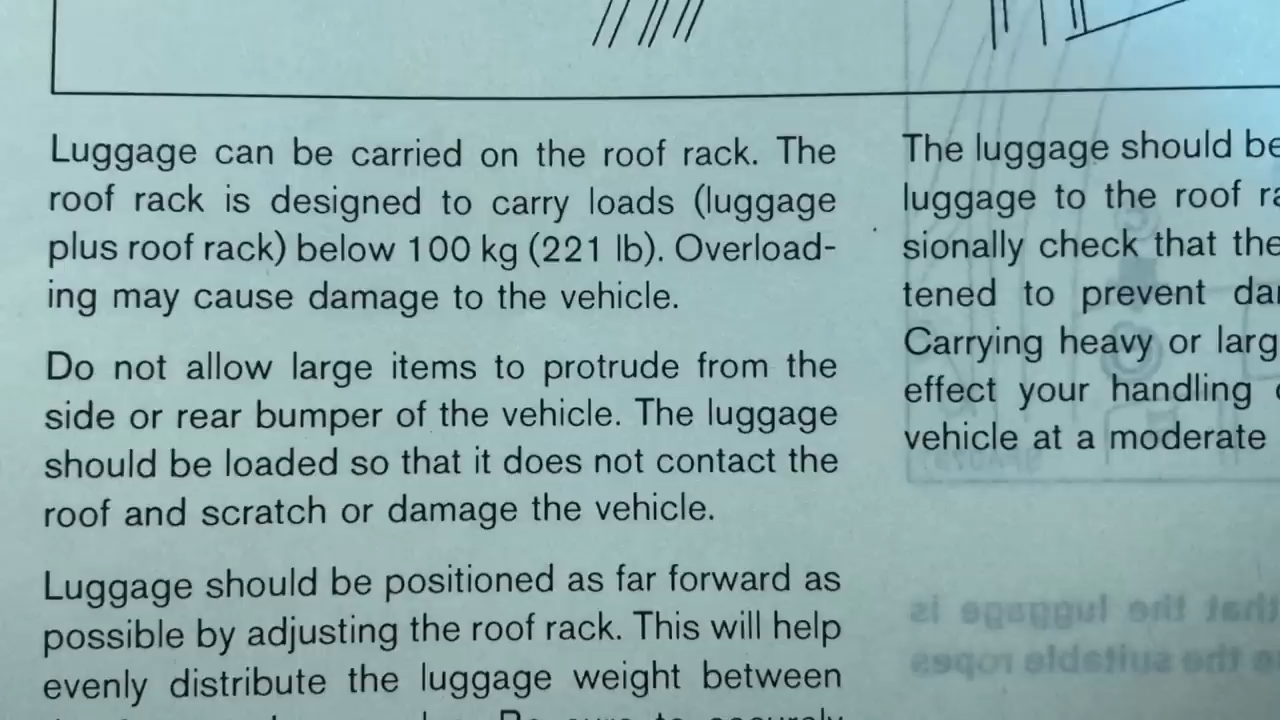 Luggage can be carried on the roof rack. The
roof rack is designed to carry loads (luggage
plus roof rack) below 100 kg (221 lb). Overload-
ing may cause damage to the vehicle.
Do not allow large items to protrude from the
side or rear bumper of the vehicle. The luggage
should be loaded so that it does not contact the
roof and scratch or damage the vehicle.
Luggage should be positioned as far forward as
possible by adjusting the roof rack. This will help
evenly distribute the luggage weight between
The luggage should be
luggage to the roof
sionally check that the
tened to prevent
Carrying heavy or
effect your handling
vehicle at a moderate